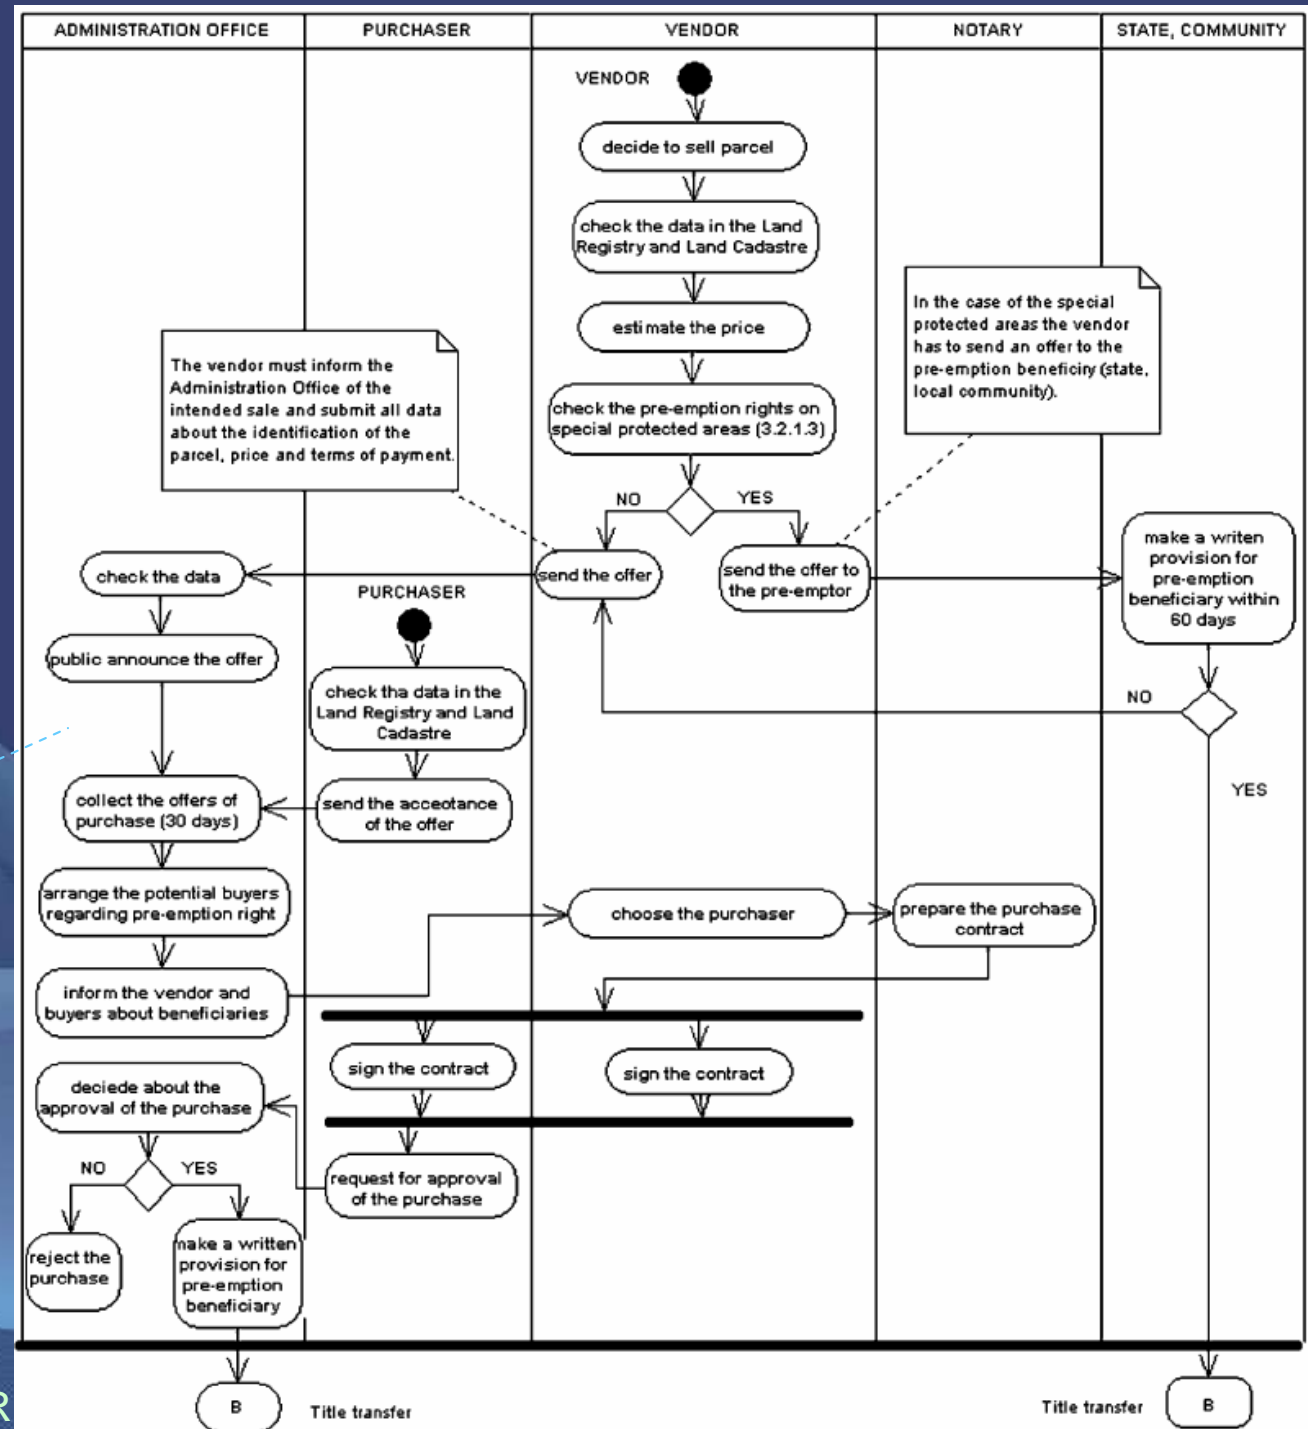 ADMINISTRATION OFFICE
PURCHASER
VENDOR
NOTARY
STATE, COMMUNITY
VENDOR
decide to sell parcel
check the data in the Land
Registry and Land Cadastre
estimate the price
check the pre-emption rights on
special protected areas (3.2.1.3)
The vendor must inform the
Administration Office of the
intended sale and submit all data
about the identification of the
parcel, price and terms of payment.
In the case of the special
protected areas the vendor
has to send an offer to the
pre-emption beneficiry (state,
local community).
NO
YES
send the offer
send the offer to
the pre-emptor
make a writen
provision for
pre-emption
beneficiary within
60 days
NO
YES
check the data
public announce the offer
PURCHASER
check tha data in the
Land Registry and Land
Cadastre
send the acceotance
of the offer
collect the offers of
purchase (30 days)
arrange the potential buyers
regarding pre-emption right
inform the vendor and
buyers about beneficiaries
choose the purchaser
prepare the purchase
contract
sign the contract
sign the contract
request for approval
of the purchase
deciede about the
approval of the purchase
NO
YES
reject the
purchase
make a written
provision for
pre-emption
beneficiary
R
B
Title transfer
Title transfer
B